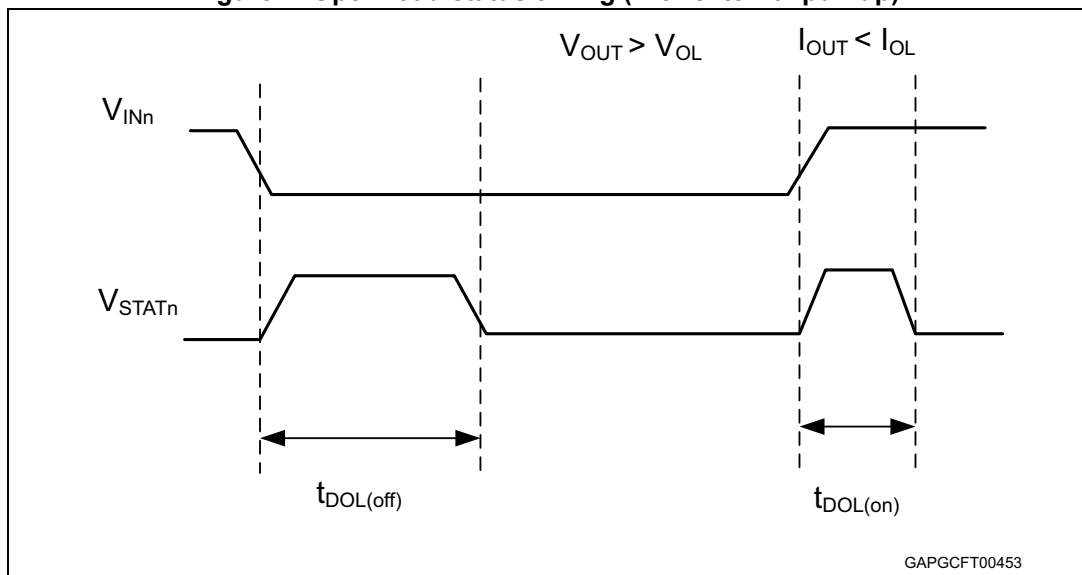 V_OUT > V_OL
I_OUT < I_OL
V_INn
V_STATn
t_DOL(off)
t_DOL(on)
GAPGCFT00453